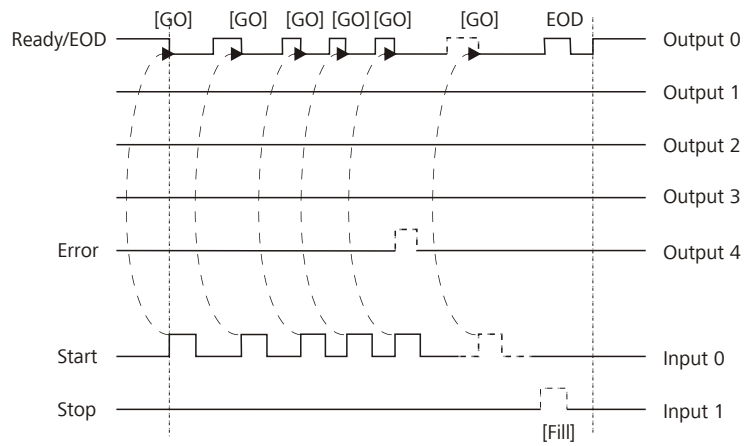 [GO] [GO] [GO] [GO] [GO] [GO] EOD
Ready/EOD Output 0
Output 1
Output 2
Output 3
Error Output 4
Start Input 0
Stop Input 1
[Fill]